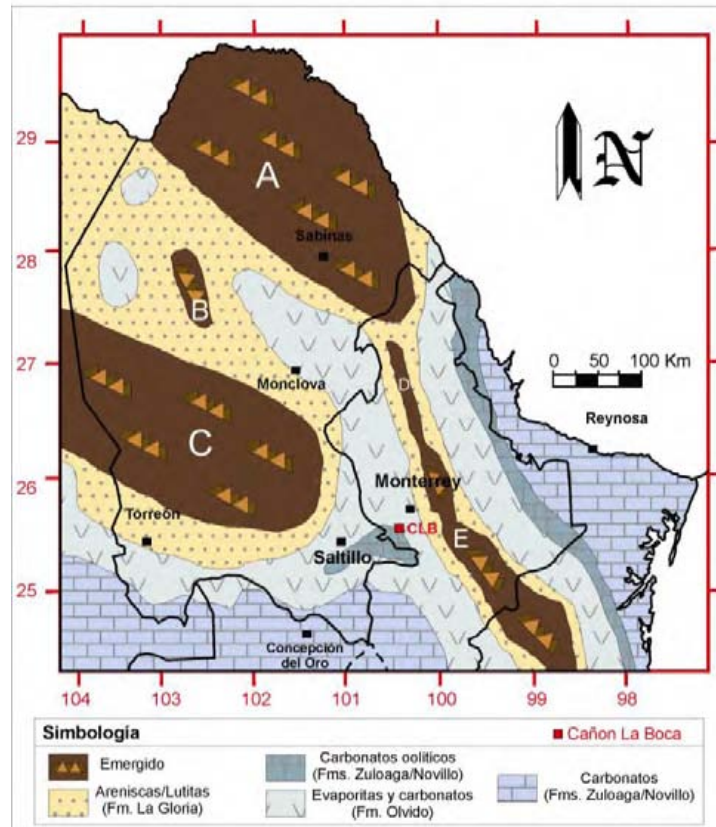 N
29
28
27
26
25
104
103
102
101
100
99
98
A
Sabinas
B
Monclova
D
C
0 50 100 Km
Reynosa
Monterrey
CLB
Torreón
Saltillo
E
Concepción
del Oro
Simbología
Cañon La Boca
Emergido
Areniscas/Lutitas
(Fm. La Gloria)
Carbonatos oolíticos
(Fms. Zuloaga/Novillo)
Evaporitas y carbonatos
(Fm. Olvido)
Carbonatos
(Fms. Zuloaga/Novillo)